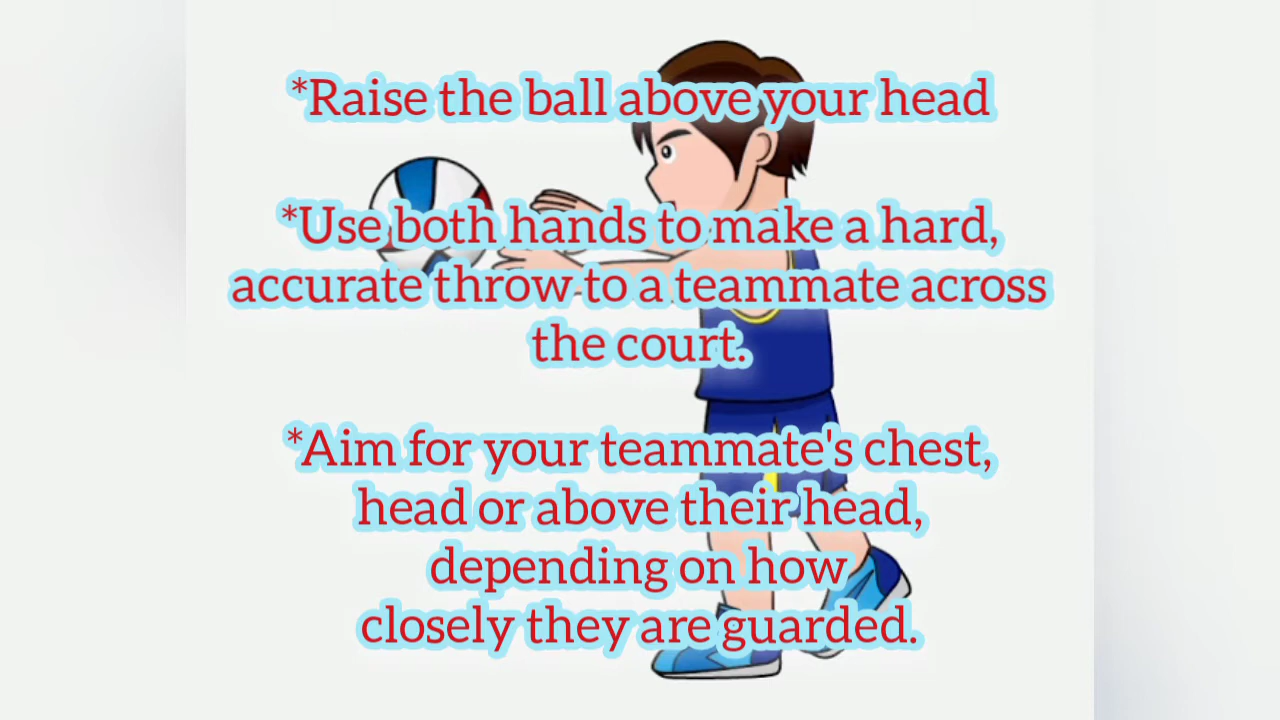 *Raise the ball above your head
*Use both hands to make a hard,
accurate throw to a teammate across
the court.
*Aim for your teammate's chest,
head or above their head,
depending on how
closely they are guarded.